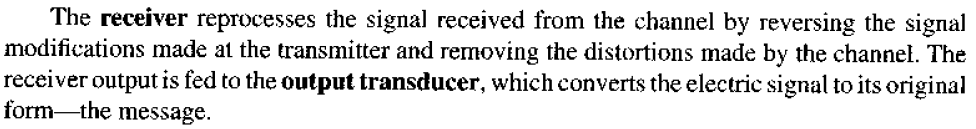 The receiver reprocesses the signal received from the channel by reversing the signal
modifications made at the transmitter and removing the distortions made by the channel. The
receiver output is fed to the output transducer, which converts the electric signal to its original
form—the message.